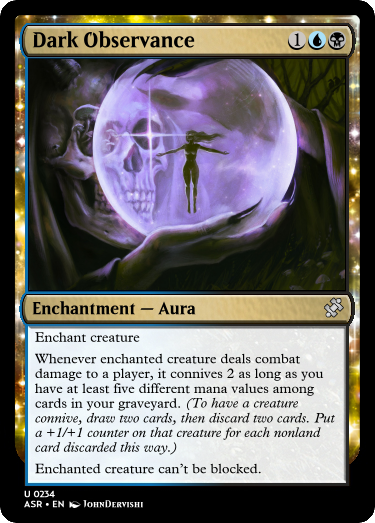 Dark Observance 1
Enchantment — Aura
Enchant creature
Whenever enchanted creature deals combat
damage to a player, it connives 2 as long as you
have at least five different mana values among
cards in your graveyard. (To have a creature
connive, draw two cards, then discard two cards. Put
a +1/+1 counter on that creature for each nonland
card discarded this way.)
Enchanted creature can't be blocked.
U 0234
ASR • EN JohnDervishi